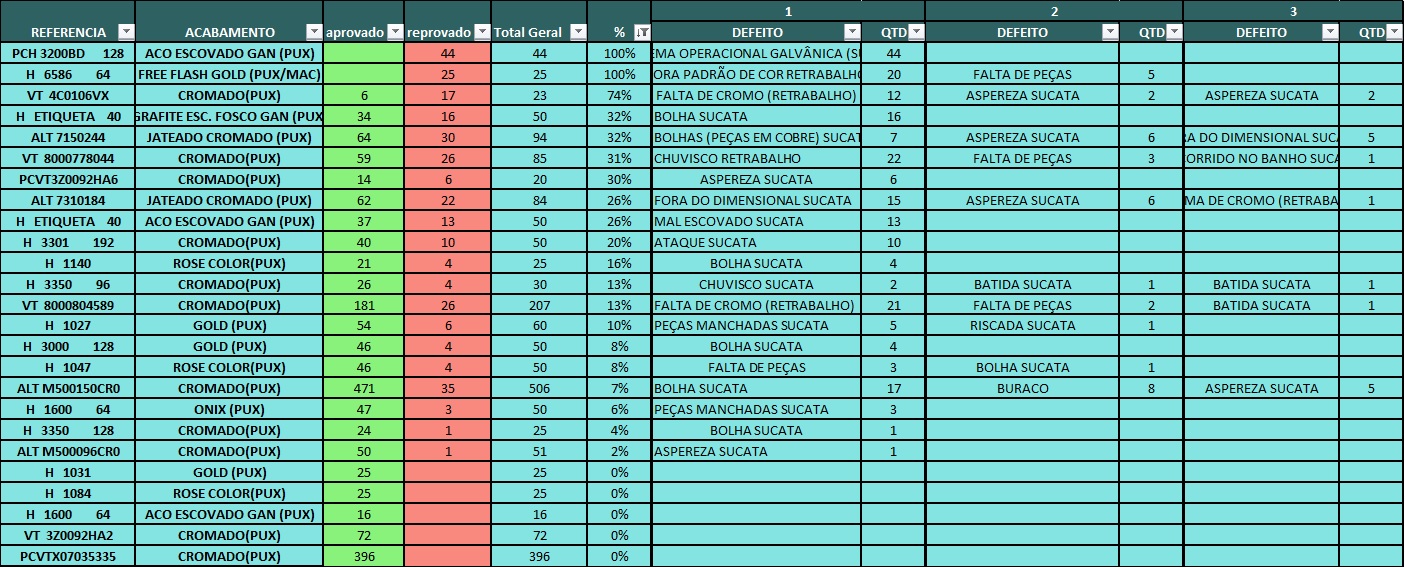 1 2 3
REFERENCIA ACABAMENTO aprovado reprovado Total Geral % DEFEITO QTD DEFEITO QTD DEFEITO QTD
PCH 3200BD 128 ACO ESCOVADO GAN (PUX) 44 44 100% EMA OPERACIONAL GALVÂNICA (SU 44
H 6586 64 FREE FLASH GOLD (PUX/MAC) 25 25 100% ORA PADRÃO DE COR RETRABALHO 20 FALTA DE PEÇAS 5
VT 4C0106VX CROMADO(PUX) 6 17 23 74% FALTA DE CROMO (RETRABALHO) 12 ASPEREZA SUCATA 2 ASPEREZA SUCATA 2
H ETIQUETA 40 GRAFITE ESC. FOSCO GAN (PUX 34 16 50 32% BOLHA SUCATA 16
ALT 7150244 JATEADO CROMADO (PUX) 64 30 94 32% BOLHAS (PEÇAS EM COBRE) SUCAT 7 ASPEREZA SUCATA 6 RA DO DIMENSIONAL SUCA 5
VT 8000778044 CROMADO(PUX) 59 26 85 31% CHUVISCO RETRABALHO 22 FALTA DE PEÇAS 3 CORRIDO NO BANHO SUCA 1
PCVT3Z0092HA6 CROMADO(PUX) 14 6 20 30% ASPEREZA SUCATA 6
ALT 7310184 JATEADO CROMADO (PUX) 62 22 84 26% FORA DO DIMENSIONAL SUCATA 15 ASPEREZA SUCATA 6 MA DE CROMO (RETRABA 1
H ETIQUETA 40 ACO ESCOVADO GAN (PUX) 37 13 50 26% MAL ESCOVADO SUCATA 13
H 3301 192 CROMADO(PUX) 40 10 50 20% ATAQUE SUCATA 10
H 1140 ROSE COLOR(PUX) 21 4 25 16% BOLHA SUCATA 4
H 3350 96 CROMADO(PUX) 26 4 30 13% CHUVISCO SUCATA 2 BATIDA SUCATA 1 BATIDA SUCATA 1
VT 8000804589 CROMADO(PUX) 181 26 207 13% FALTA DE CROMO (RETRABALHO) 21 FALTA DE PEÇAS 2 BATIDA SUCATA 1
H 1027 GOLD (PUX) 54 6 60 10% PEÇAS MANCHADAS SUCATA 5 RISCADA SUCATA 1
H 3000 128 GOLD (PUX) 46 4 50 8% BOLHA SUCATA 4
H 1047 ROSE COLOR(PUX) 46 4 50 8% FALTA DE PEÇAS 3 BOLHA SUCATA 1
ALT M500150CR0 CROMADO(PUX) 471 35 506 7% BOLHA SUCATA 17 BURACO 8 ASPEREZA SUCATA 5
H 1600 64 ONIX (PUX) 47 3 50 6% PEÇAS MANCHADAS SUCATA 3
H 3350 128 CROMADO(PUX) 24 1 25 4% BOLHA SUCATA 1
ALT M500096CR0 CROMADO(PUX) 50 1 51 2% ASPEREZA SUCATA 1
H 1031 GOLD (PUX) 25 25 0%
H 1084 ROSE COLOR(PUX) 25 25 0%
H 1600 64 ACO ESCOVADO GAN (PUX) 16 16 0%
VT 3Z0092HA2 CROMADO(PUX) 72 72 0%
PCVTX07035335 CROMADO(PUX) 396 396 0%